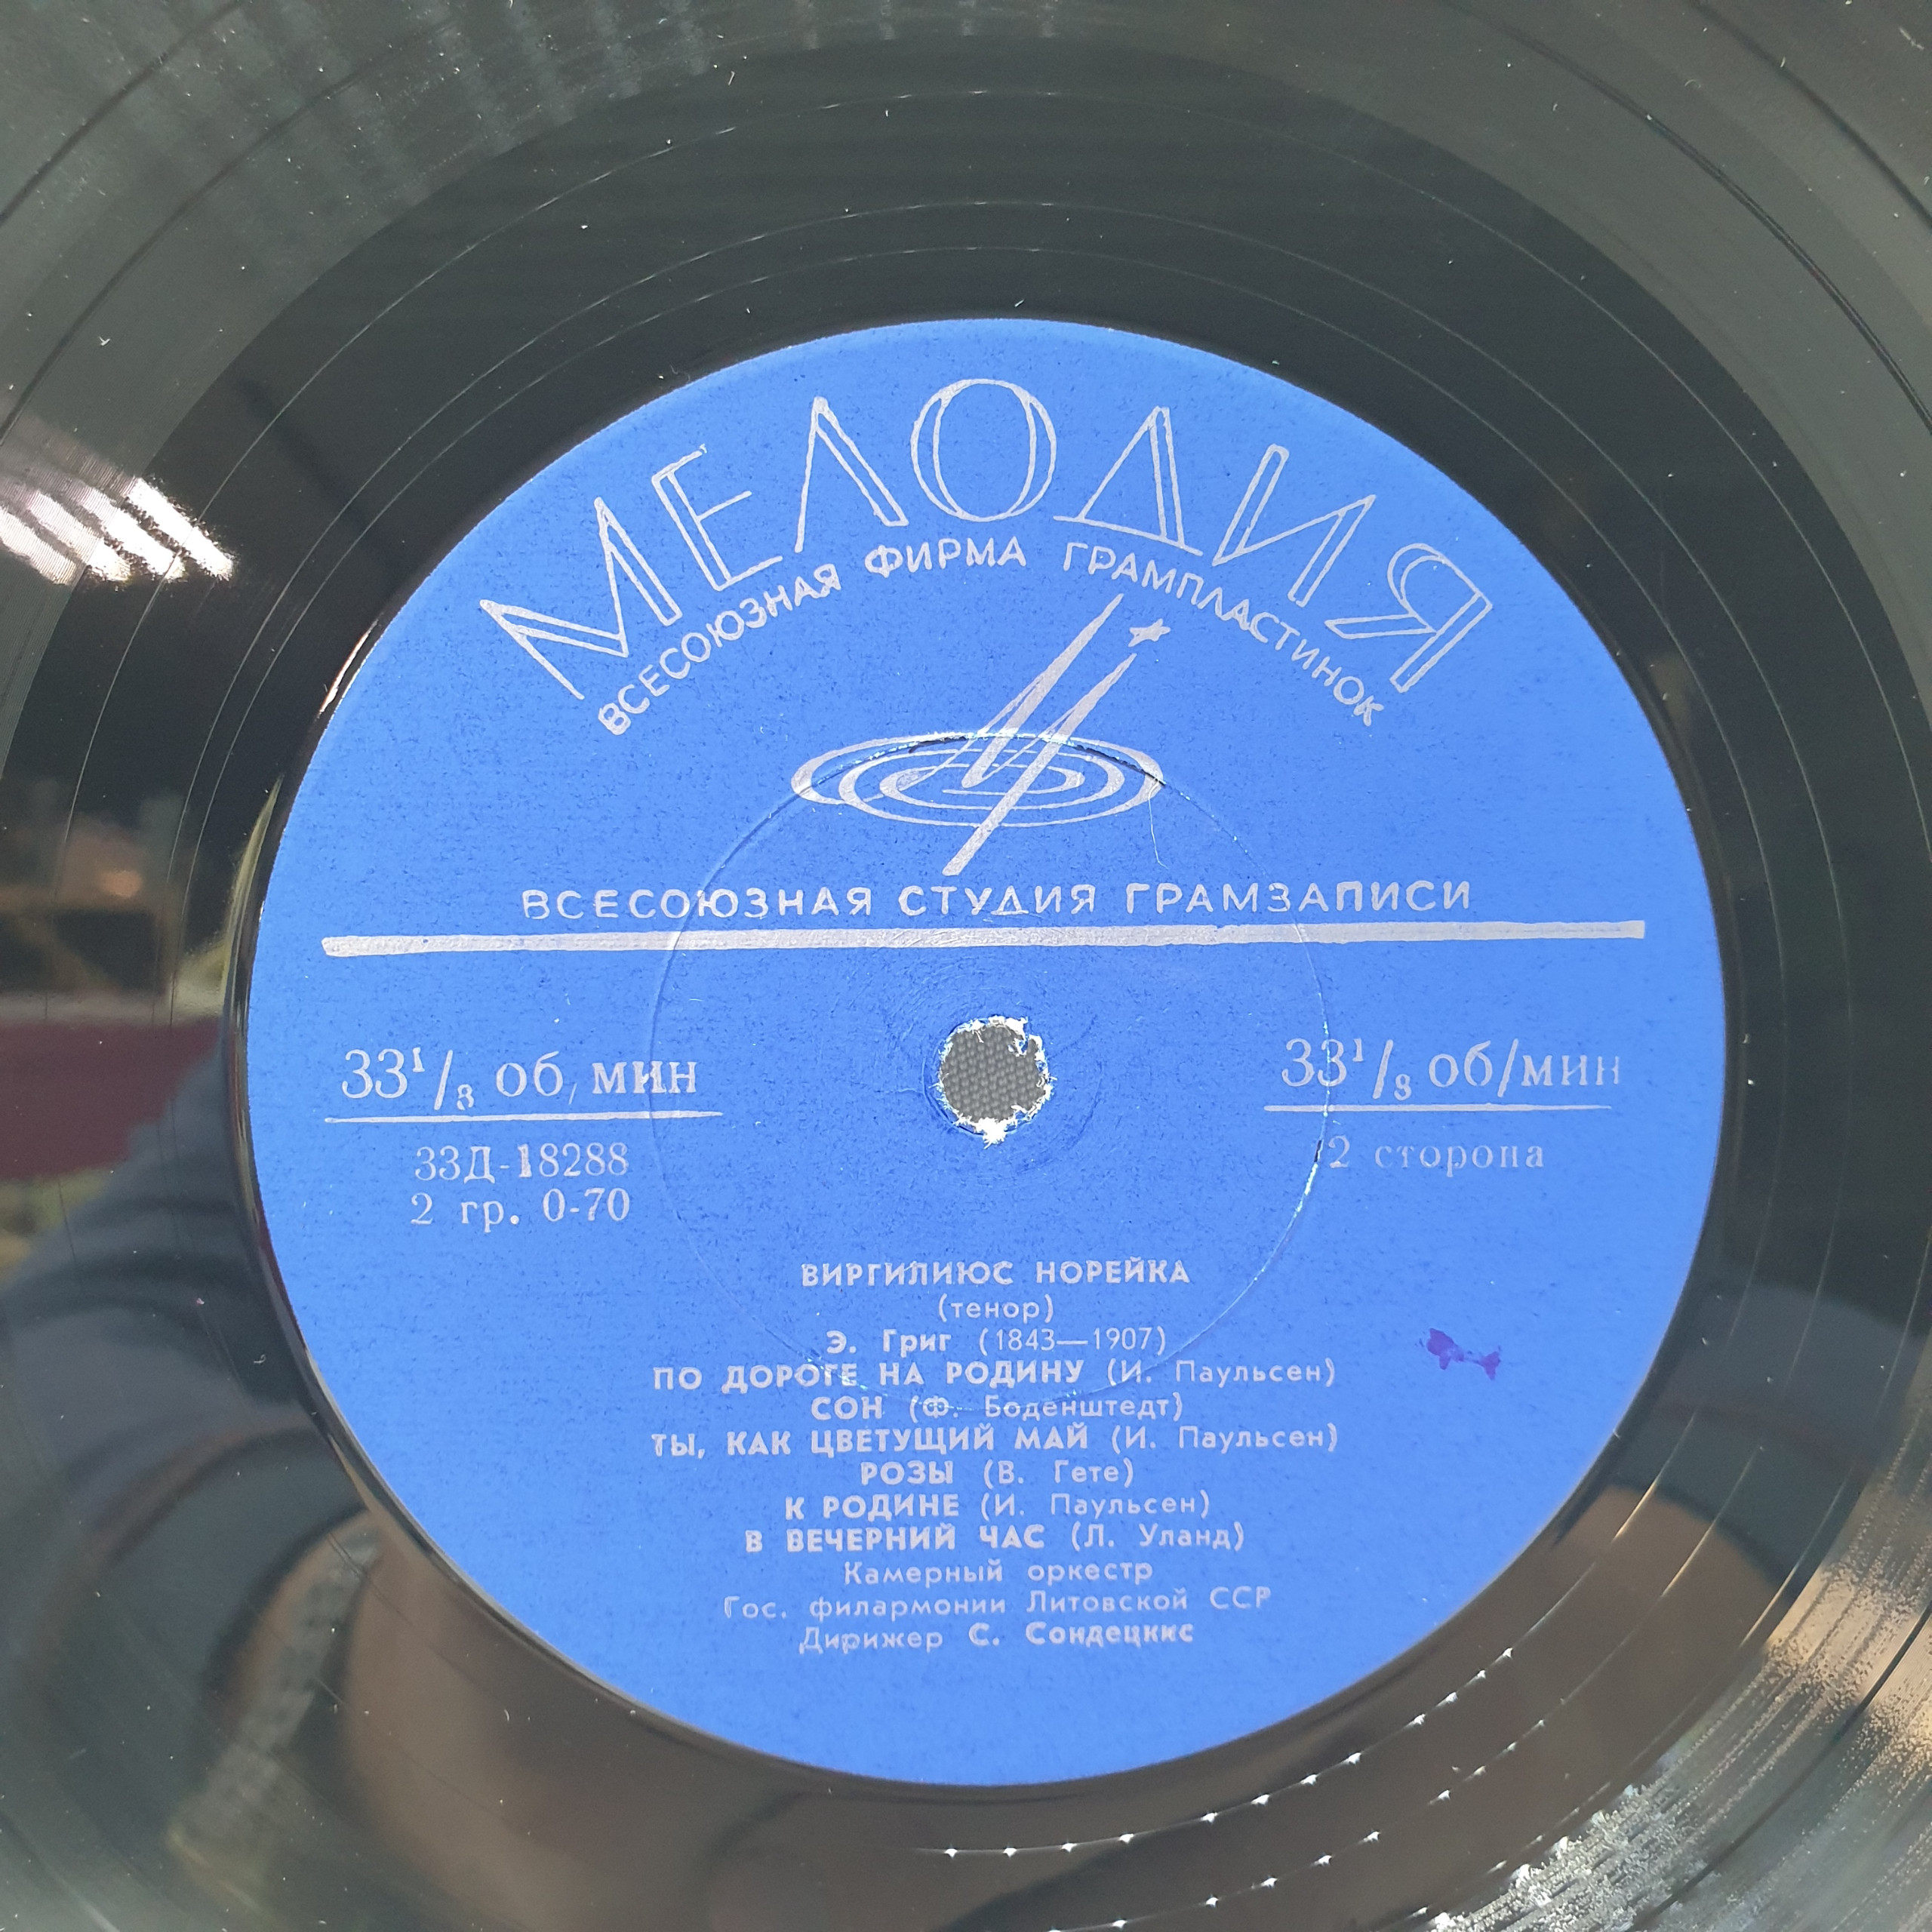 МЕЛОДИЯ
ВСЕСОЮЗНАЯ ФИРМА ГРАМПЛАСТИНОК
ВСЕСОЮЗНАЯ СТУДИЯ ГРАМЗАПИСИ
33¹/₃ об/мин
33¹/₃ об/мин
33Д-18288
2 гр. 0-70
2 сторона
ВИРГИЛИЮС НОРЕЙКА
(тенор)
Э. Григ (1843—1907)
ПО ДОРОГЕ НА РОДИНУ (И. Паульсен)
СОН (Ф. Боденштедт)
ТЫ, КАК ЦВЕТУЩИЙ МАЙ (И. Паульсен)
РОЗЫ (В. Гете)
К РОДИНЕ (И. Паульсен)
В ВЕЧЕРНИЙ ЧАС (Л. Уланд)
Камерный оркестр
Гос. филармонии Литовской ССР
Дирижер С. Сондецкис